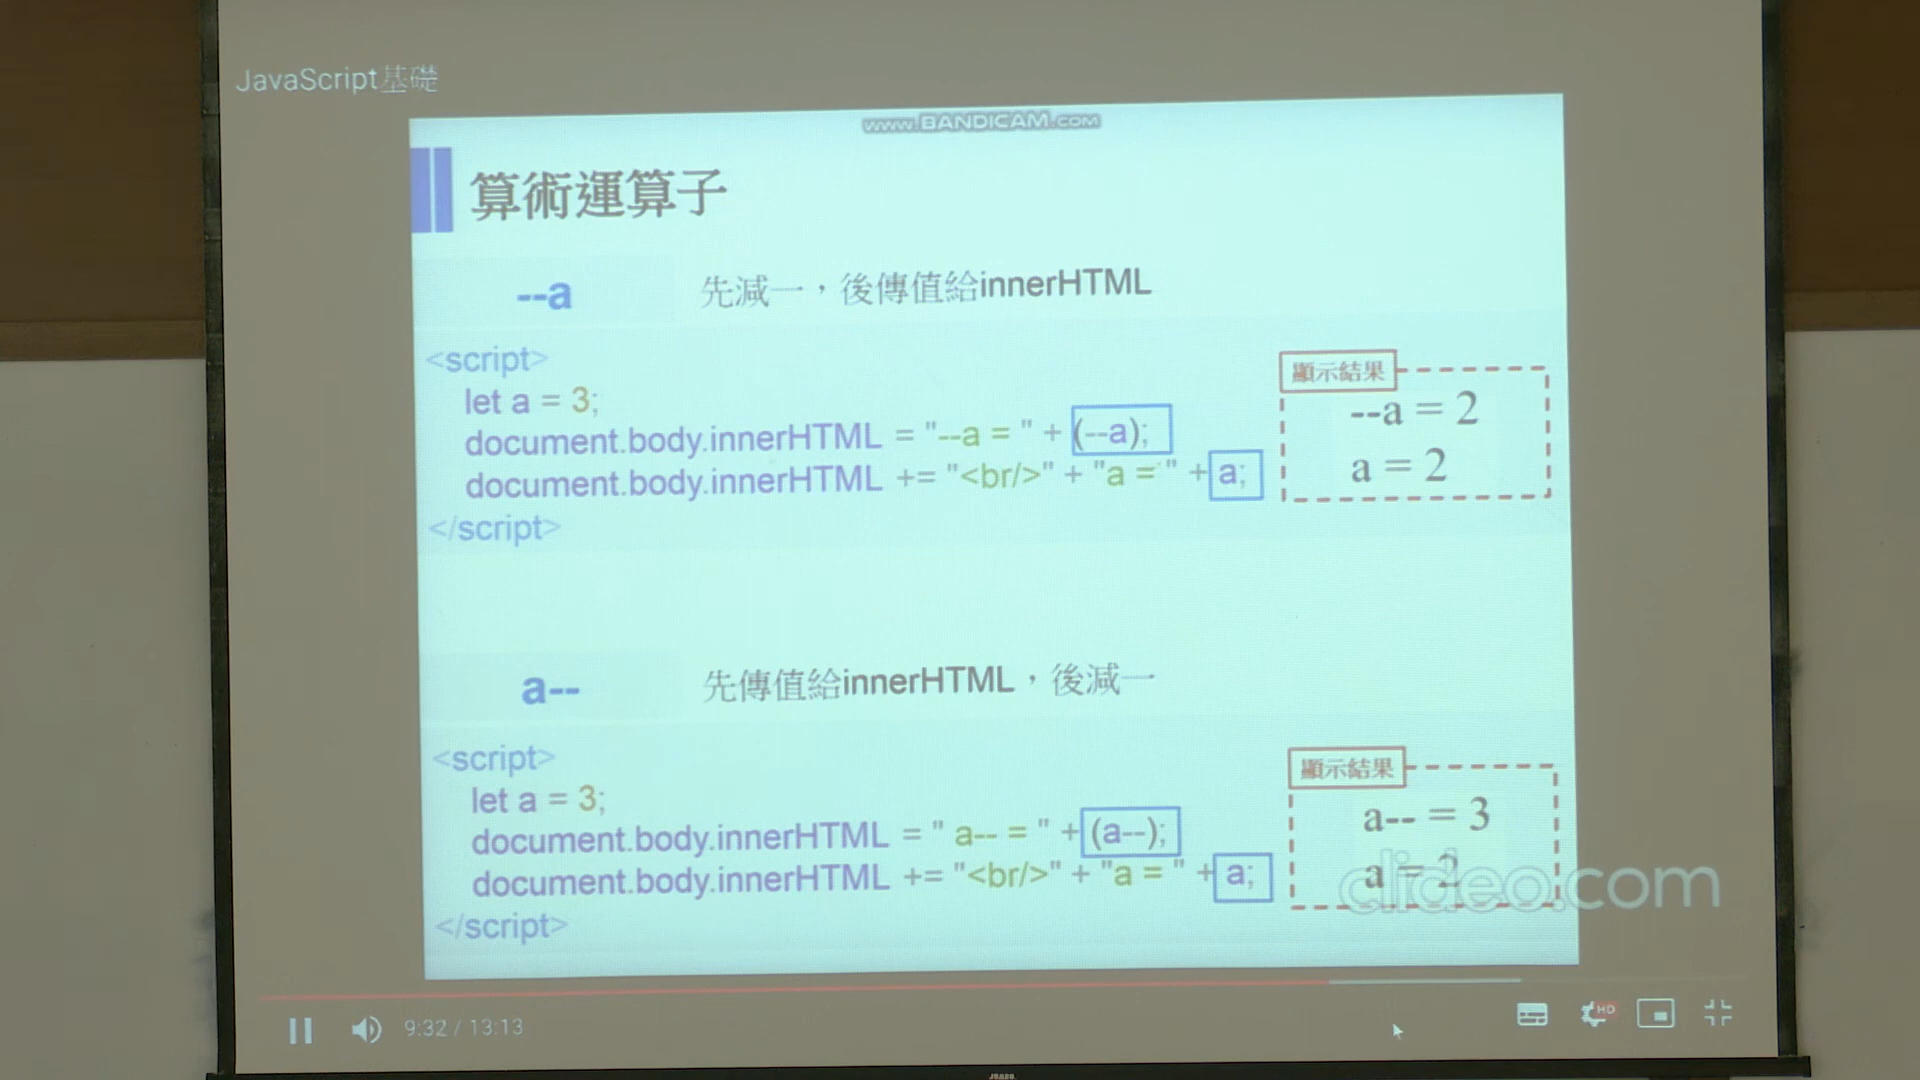 JavaScript基礎
www.BANDICAM.com
算術運算子
--a
先減一，後傳值給innerHTML
<script>
let a = 3;
document.body.innerHTML = "--a = " + (--a);
document.body.innerHTML += "<br/>" + "a = " + a;
</script>
顯示結果
--a = 2
a = 2
a--
先傳值給innerHTML，後減一
<script>
let a = 3;
document.body.innerHTML = " a-- = " + (a--);
document.body.innerHTML += "<br/>" + "a = " + a;
</script>
顯示結果
a-- = 3
a = 2
clideo.com
9:32 / 13:13
HD